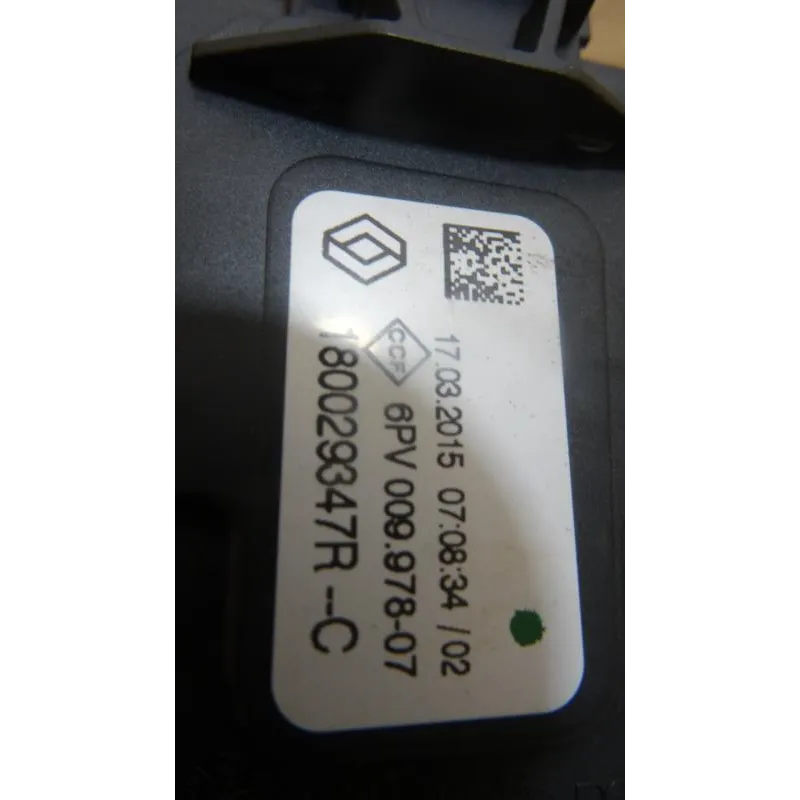 17.03.2015 07:08:34 / 02
CCF 6PV 009.978-07
180029347R --C